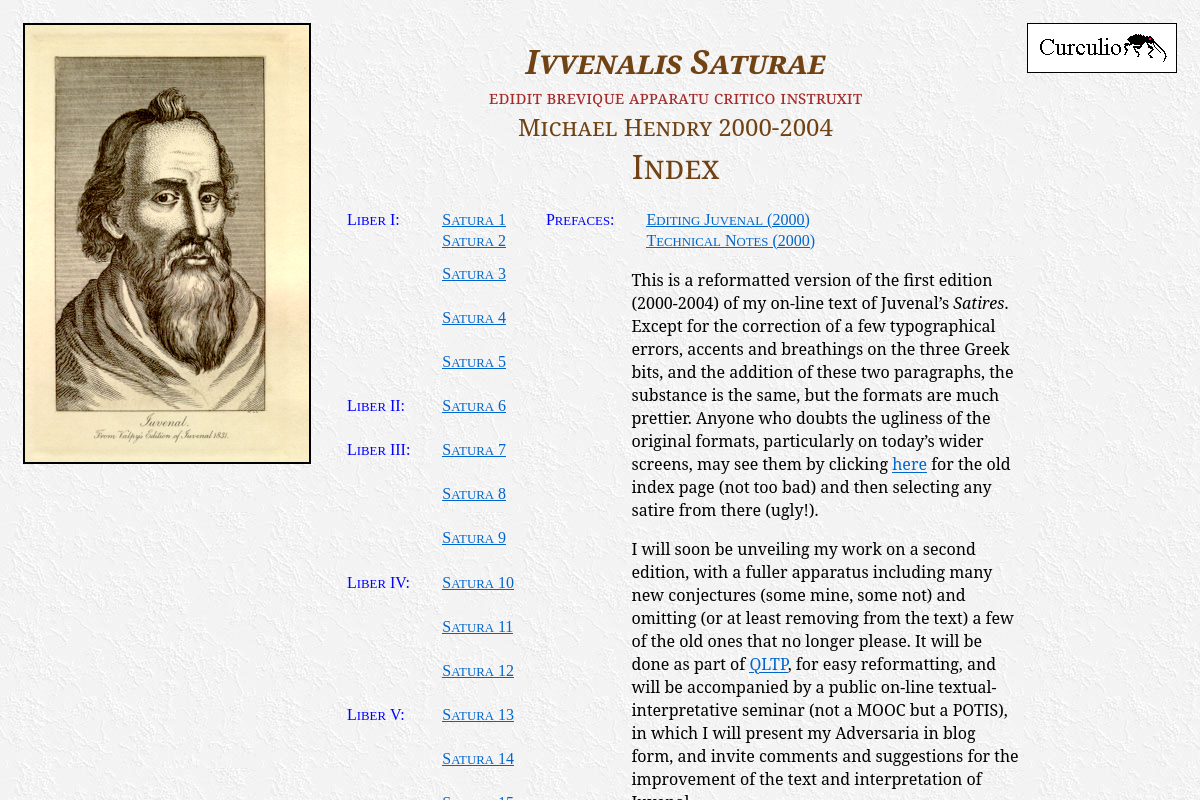 Ivvenalis Saturae
edidit brevique apparatu critico instruxit
Michael Hendry 2000-2004
Index
Curculio
Juvenal.
From Valpy's Edition of Juvenal 1831.
Liber I: Satura 1 Prefaces: Editing Juvenal (2000)
Satura 2 Technical Notes (2000)
Satura 3
Satura 4
Satura 5
Liber II: Satura 6
Liber III: Satura 7
Satura 8
Satura 9
Liber IV: Satura 10
Satura 11
Satura 12
Liber V: Satura 13
Satura 14
Satura 15
This is a reformatted version of the first edition
(2000-2004) of my on-line text of Juvenal’s Satires.
Except for the correction of a few typographical
errors, accents and breathings on the three Greek
bits, and the addition of these two paragraphs, the
substance is the same, but the formats are much
prettier. Anyone who doubts the ugliness of the
original formats, particularly on today’s wider
screens, may see them by clicking here for the old
index page (not too bad) and then selecting any
satire from there (ugly!).
I will soon be unveiling my work on a second
edition, with a fuller apparatus including many
new conjectures (some mine, some not) and
omitting (or at least removing from the text) a few
of the old ones that no longer please. It will be
done as part of QLTP, for easy reformatting, and
will be accompanied by a public on-line textual-
interpretative seminar (not a MOOC but a POTIS),
in which I will present my Adversaria in blog
form, and invite comments and suggestions for the
improvement of the text and interpretation of
Juvenal.